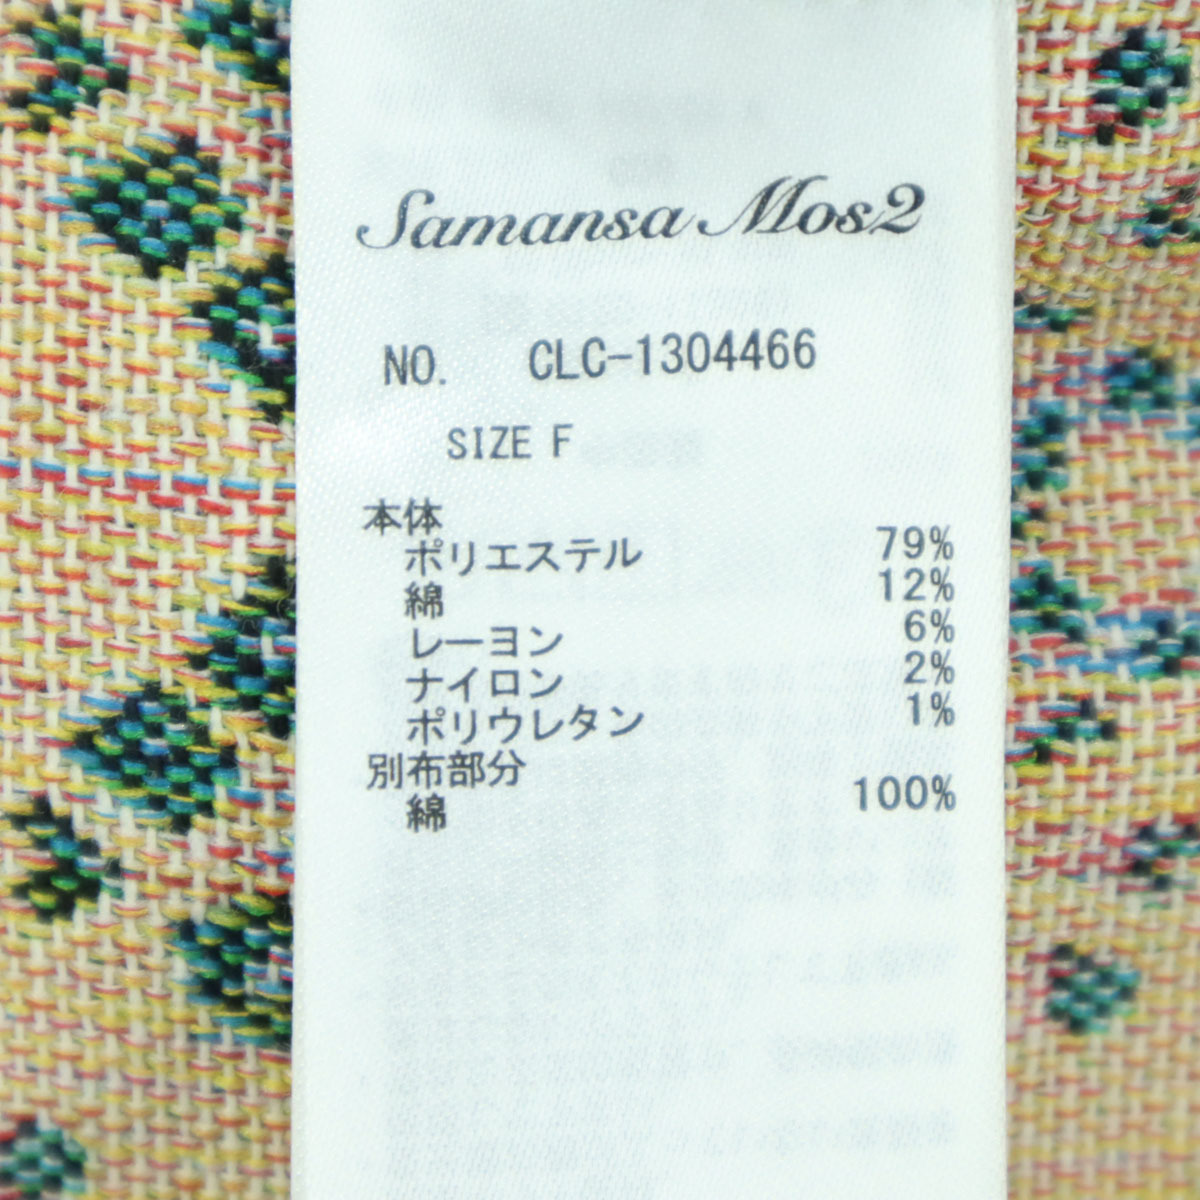 Samansa Mos2
NO. CLC-1304466
SIZE F
本体
ポリエステル 79%
綿 12%
レーヨン 6%
ナイロン 2%
ポリウレタン 1%
別布部分
綿 100%